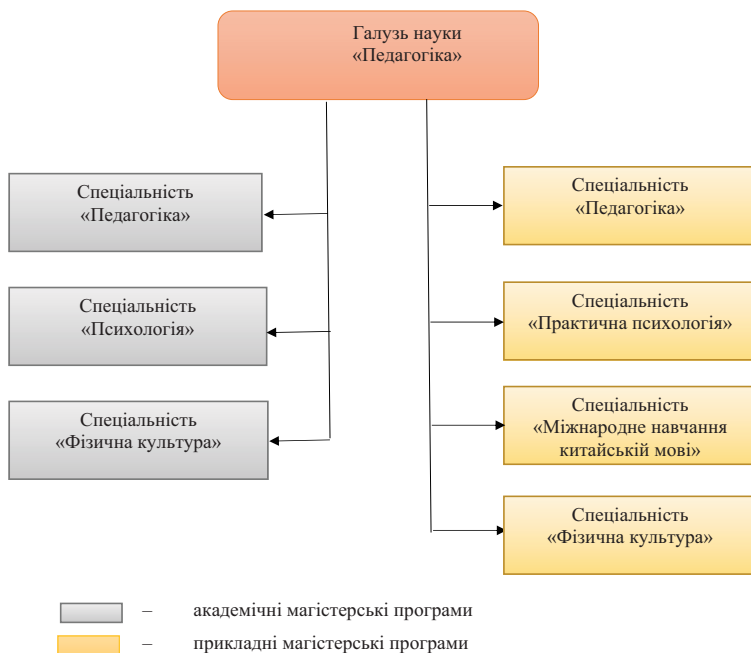 Галузь науки
«Педагогіка»
Спеціальність
«Педагогіка»
Спеціальність
«Психологія»
Спеціальність
«Фізична культура»
Спеціальність
«Педагогіка»
Спеціальність
«Практична психологія»
Спеціальність
«Міжнародне навчання
китайській мові»
Спеціальність
«Фізична культура»
– академічні магістерські програми
– прикладні магістерські програми